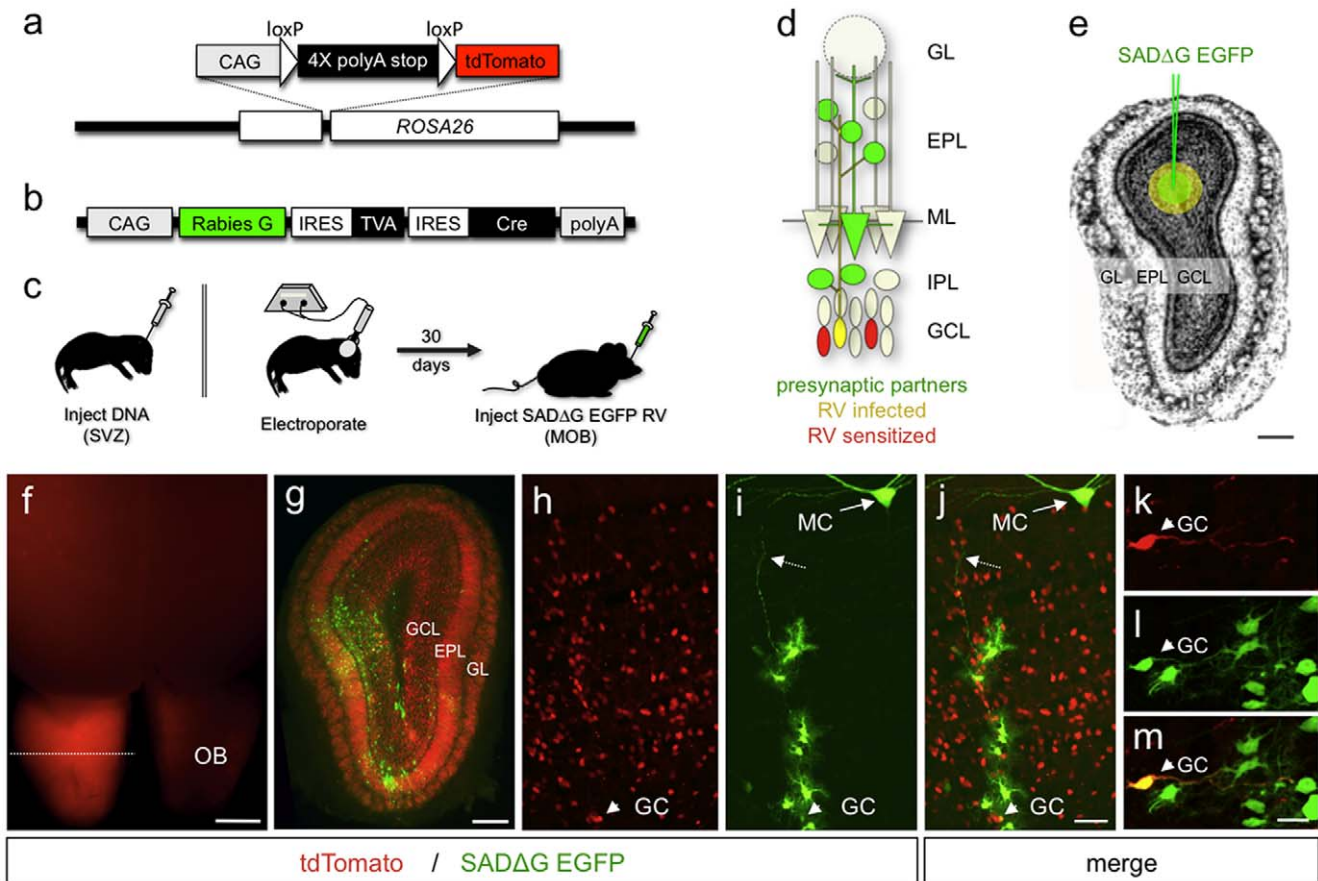 a
loxP loxP
CAG 4X polyA stop tdTomato
ROSA26
b
CAG Rabies G IRES TVA IRES Cre polyA
c
30
days
Inject DNA
(SVZ)
Electroporate
Inject SADΔG EGFP RV
(MOB)
d
GL
EPL
ML
IPL
GCL
presynaptic partners
RV infected
RV sensitized
e
SADΔG EGFP
GL EPL GCL
f
OB
g
GCL
EPL
GL
h
GC
i
MC
GC
j
MC
GC
k
GC
l
GC
m
GC
tdTomato / SADΔG EGFP
merge